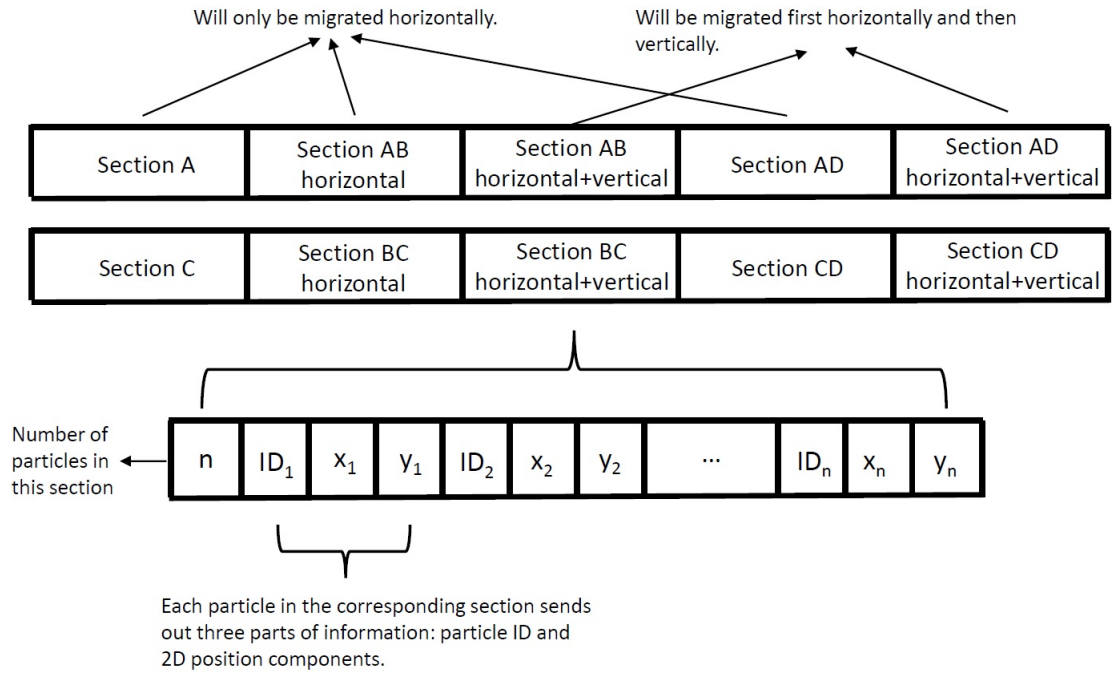 Will only be migrated horizontally.
Will be migrated first horizontally and then
vertically.
Section A
Section AB
horizontal
Section AB
horizontal+vertical
Section AD
Section AD
horizontal+vertical
Section C
Section BC
horizontal
Section BC
horizontal+vertical
Section CD
Section CD
horizontal+vertical
Number of
particles in
this section
n ID₁ x₁ y₁ ID₂ x₂ y₂ ... IDₙ xₙ yₙ
Each particle in the corresponding section sends
out three parts of information: particle ID and
2D position components.